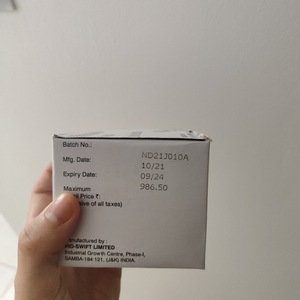 Batch No.: ND21J010A
Mfg. Date: 10/21
Expiry Date: 09/24
Maximum 986.50
Price ₹:
of all taxes)
Manufactured by :
LIMITED
Industrial Growth Centre, Phase-I,
SAMBA-184 121, (J&K) INDIA.